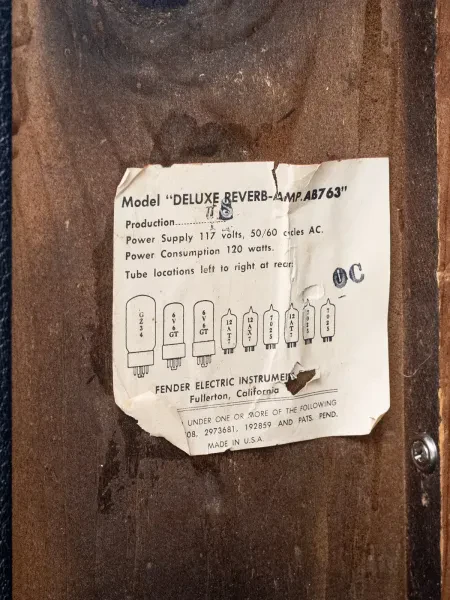 Model "DELUXE REVERB-AMP. AB763"
Production
Power Supply 117 volts, 50/60 cycles AC.
Power Consumption 120 watts.
Tube locations left to right at rear:
OC
GZ34 6V6GT 6V6GT 12AT7 12AX7 7025 12AT7 7025 7025
FENDER ELECTRIC INSTRUMEN
Fullerton, California
UNDER ONE OR MORE OF THE FOLLOWING
08. 2973681. 192859 AND PATS. PEND.
MADE IN U.S.A.